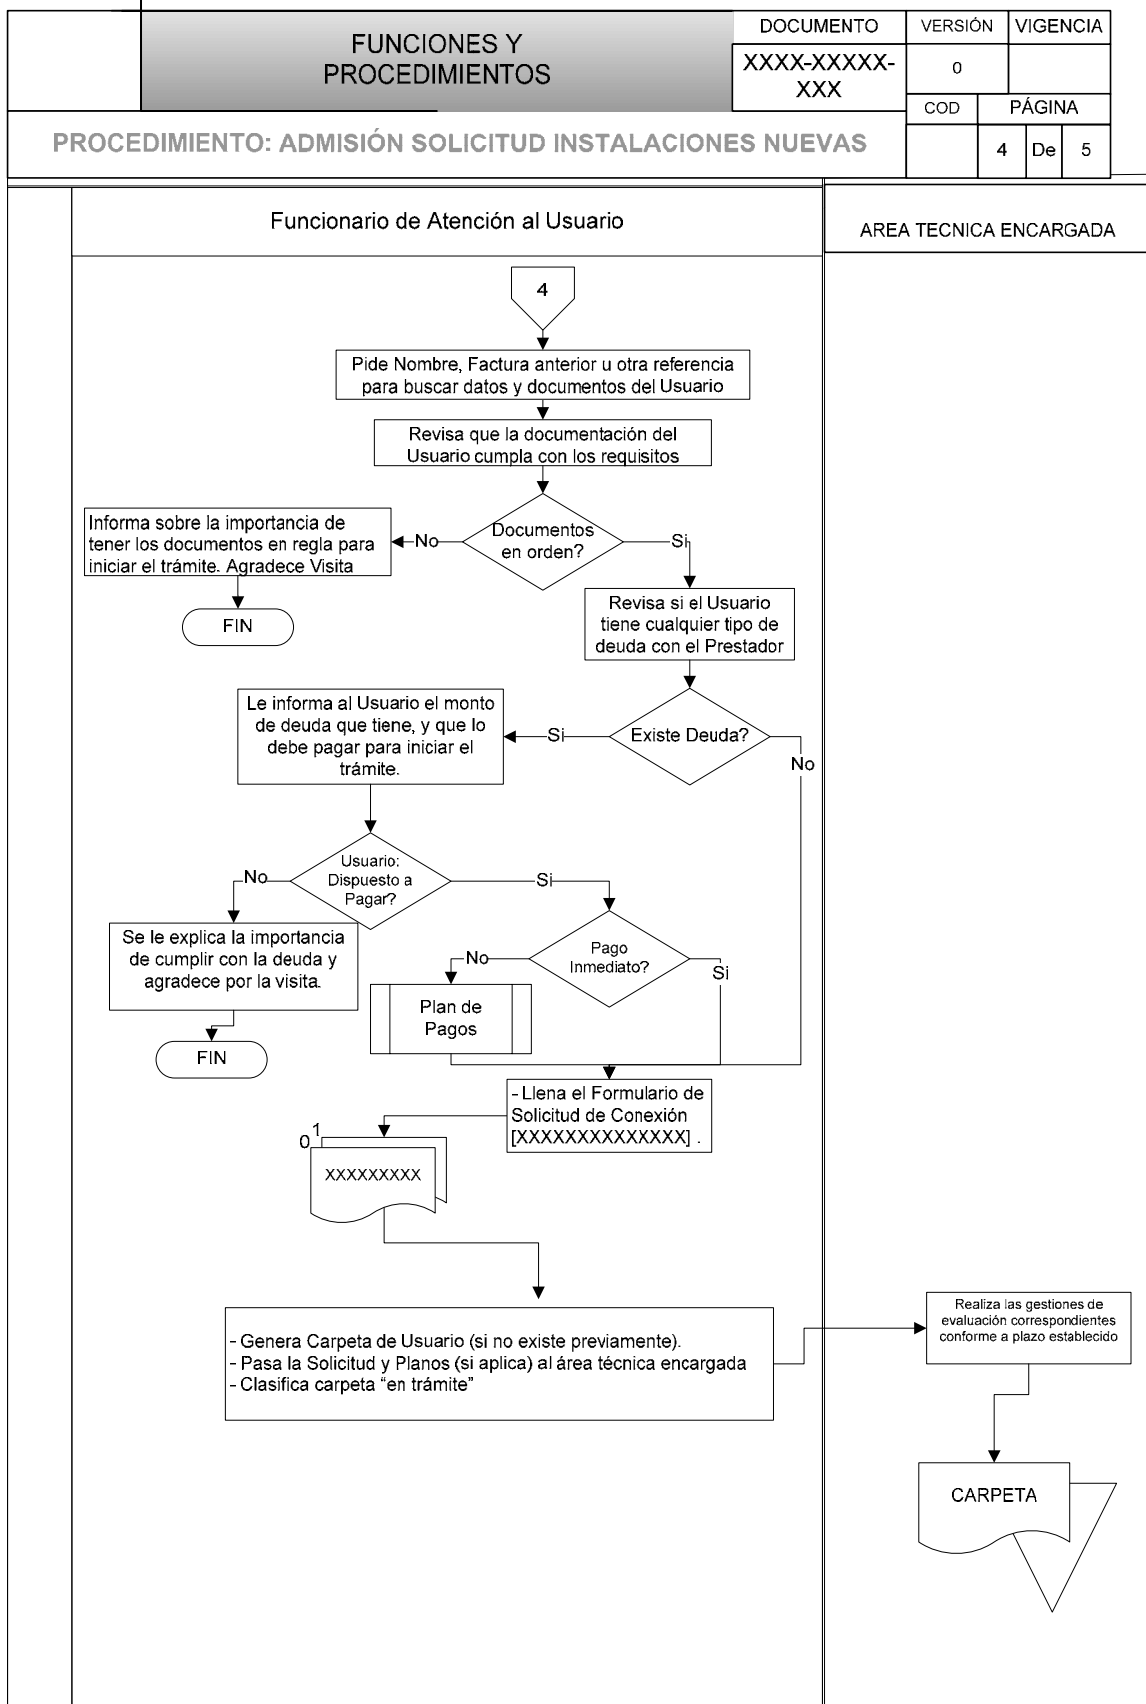 FUNCIONES Y
PROCEDIMIENTOS
DOCUMENTO
XXXX-XXXXX-
XXX
VERSIÓN
VIGENCIA
0
COD
PÁGINA
4
De
5
PROCEDIMIENTO: ADMISIÓN SOLICITUD INSTALACIONES NUEVAS
Funcionario de Atención al Usuario
AREA TECNICA ENCARGADA
4
Pide Nombre, Factura anterior u otra referencia
para buscar datos y documentos del Usuario
Revisa que la documentación del
Usuario cumpla con los requisitos
Documentos
en orden?
No
Si
Informa sobre la importancia de
tener los documentos en regla para
iniciar el trámite. Agradece Visita
FIN
Revisa si el Usuario
tiene cualquier tipo de
deuda con el Prestador
Existe Deuda?
Si
No
Le informa al Usuario el monto
de deuda que tiene, y que lo
debe pagar para iniciar el
trámite.
Usuario:
Dispuesto a
Pagar?
No
Si
Se le explica la importancia
de cumplir con la deuda y
agradece por la visita.
FIN
Pago
Inmediato?
No
Si
Plan de
Pagos
- Llena el Formulario de
Solicitud de Conexión
[XXXXXXXXXXXXXX] .
0
1
XXXXXXXXX
- Genera Carpeta de Usuario (si no existe previamente).
- Pasa la Solicitud y Planos (si aplica) al área técnica encargada
- Clasifica carpeta “en trámite”
Realiza las gestiones de
evaluación correspondientes
conforme a plazo establecido
CARPETA